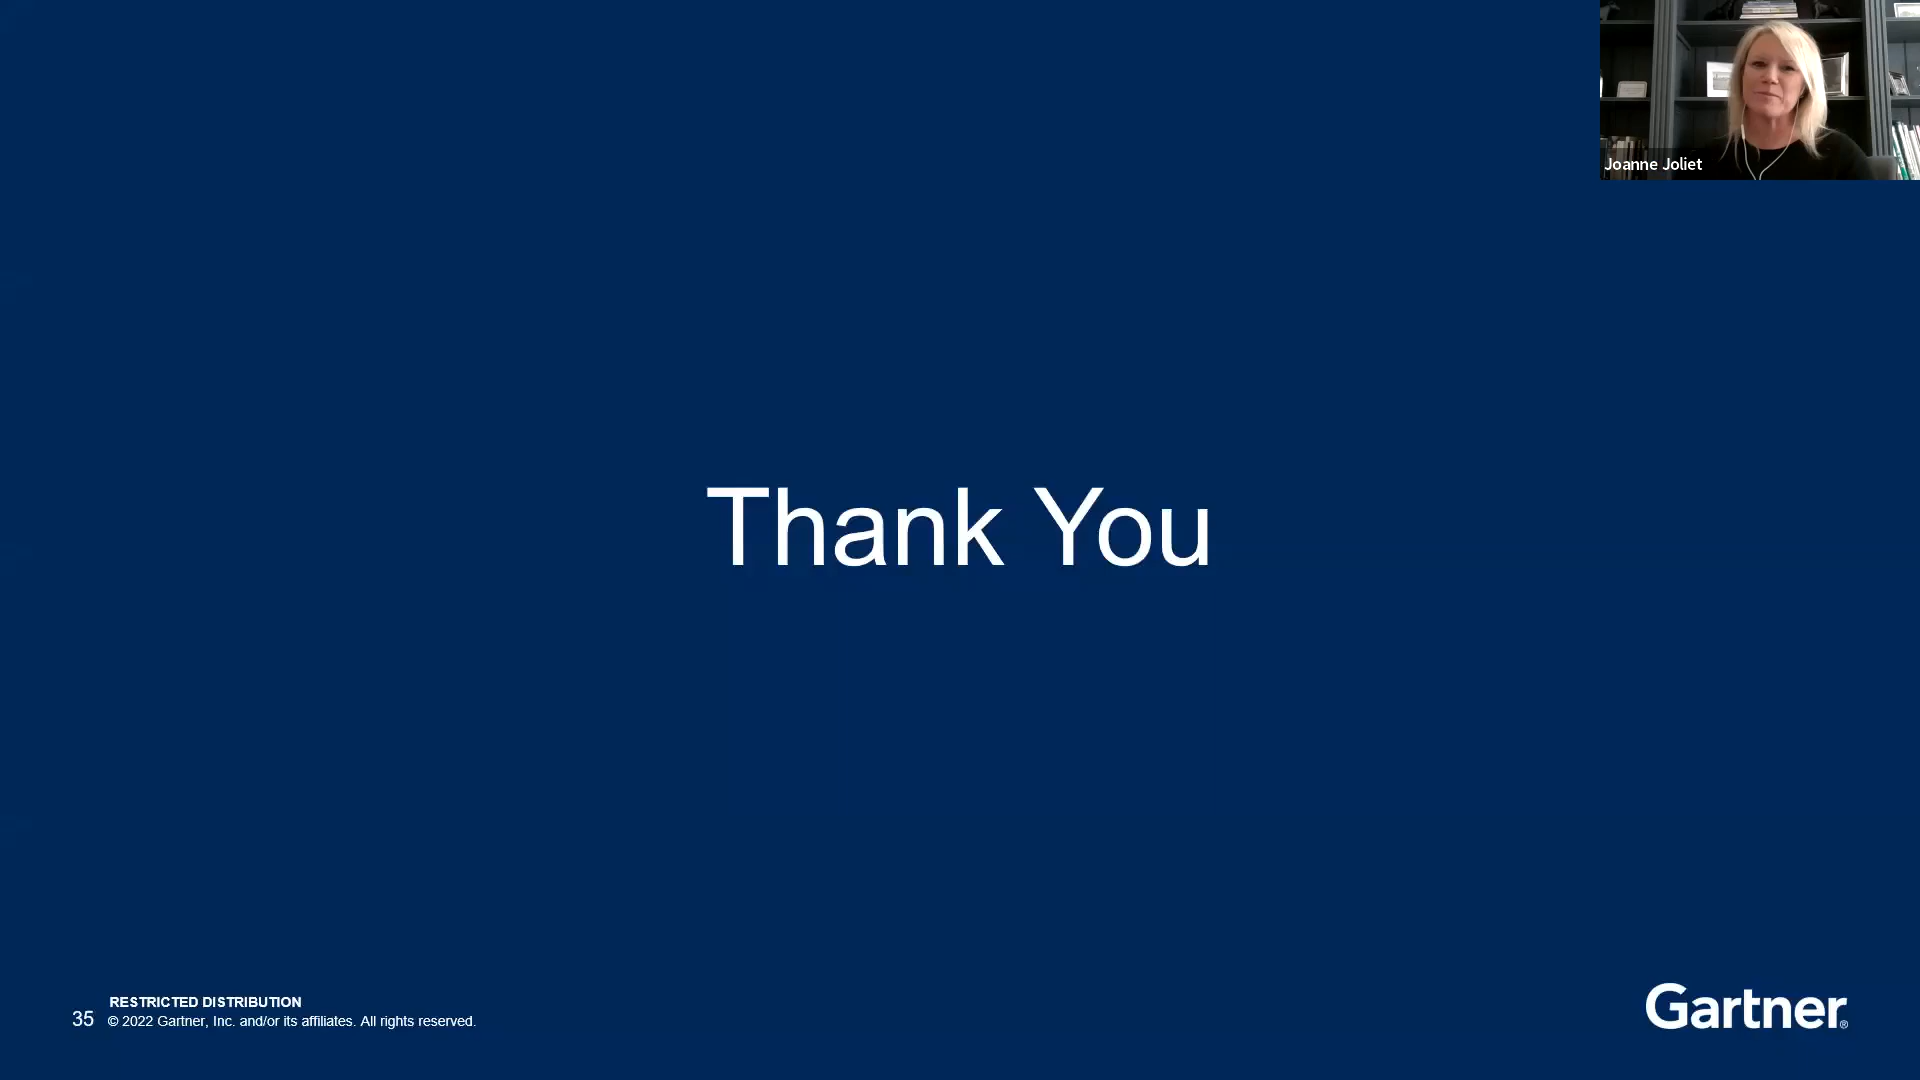 Joanne Joliet
Thank You
RESTRICTED DISTRIBUTION
35 © 2022 Gartner, Inc. and/or its affiliates. All rights reserved.
Gartner®